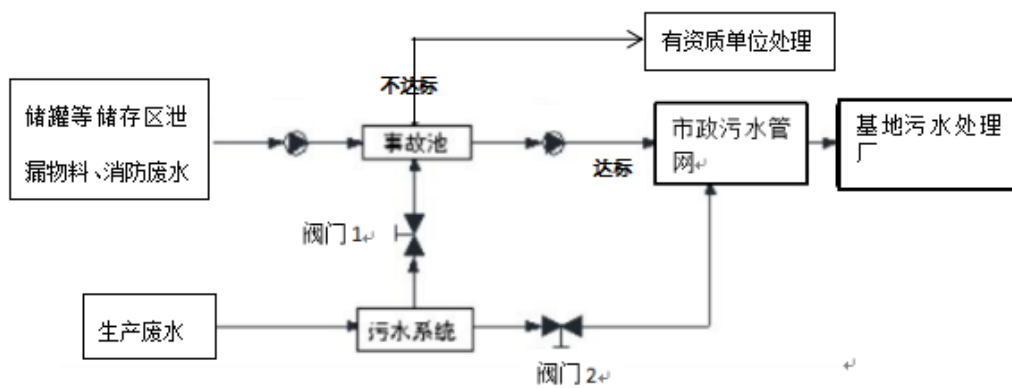 有资质单位处理
不达标
储罐等储存区泄
漏物料、消防废水
事故池
达标
市政污水管
网
基地污水处理
厂
阀门 1
生产废水
污水系统
阀门 2